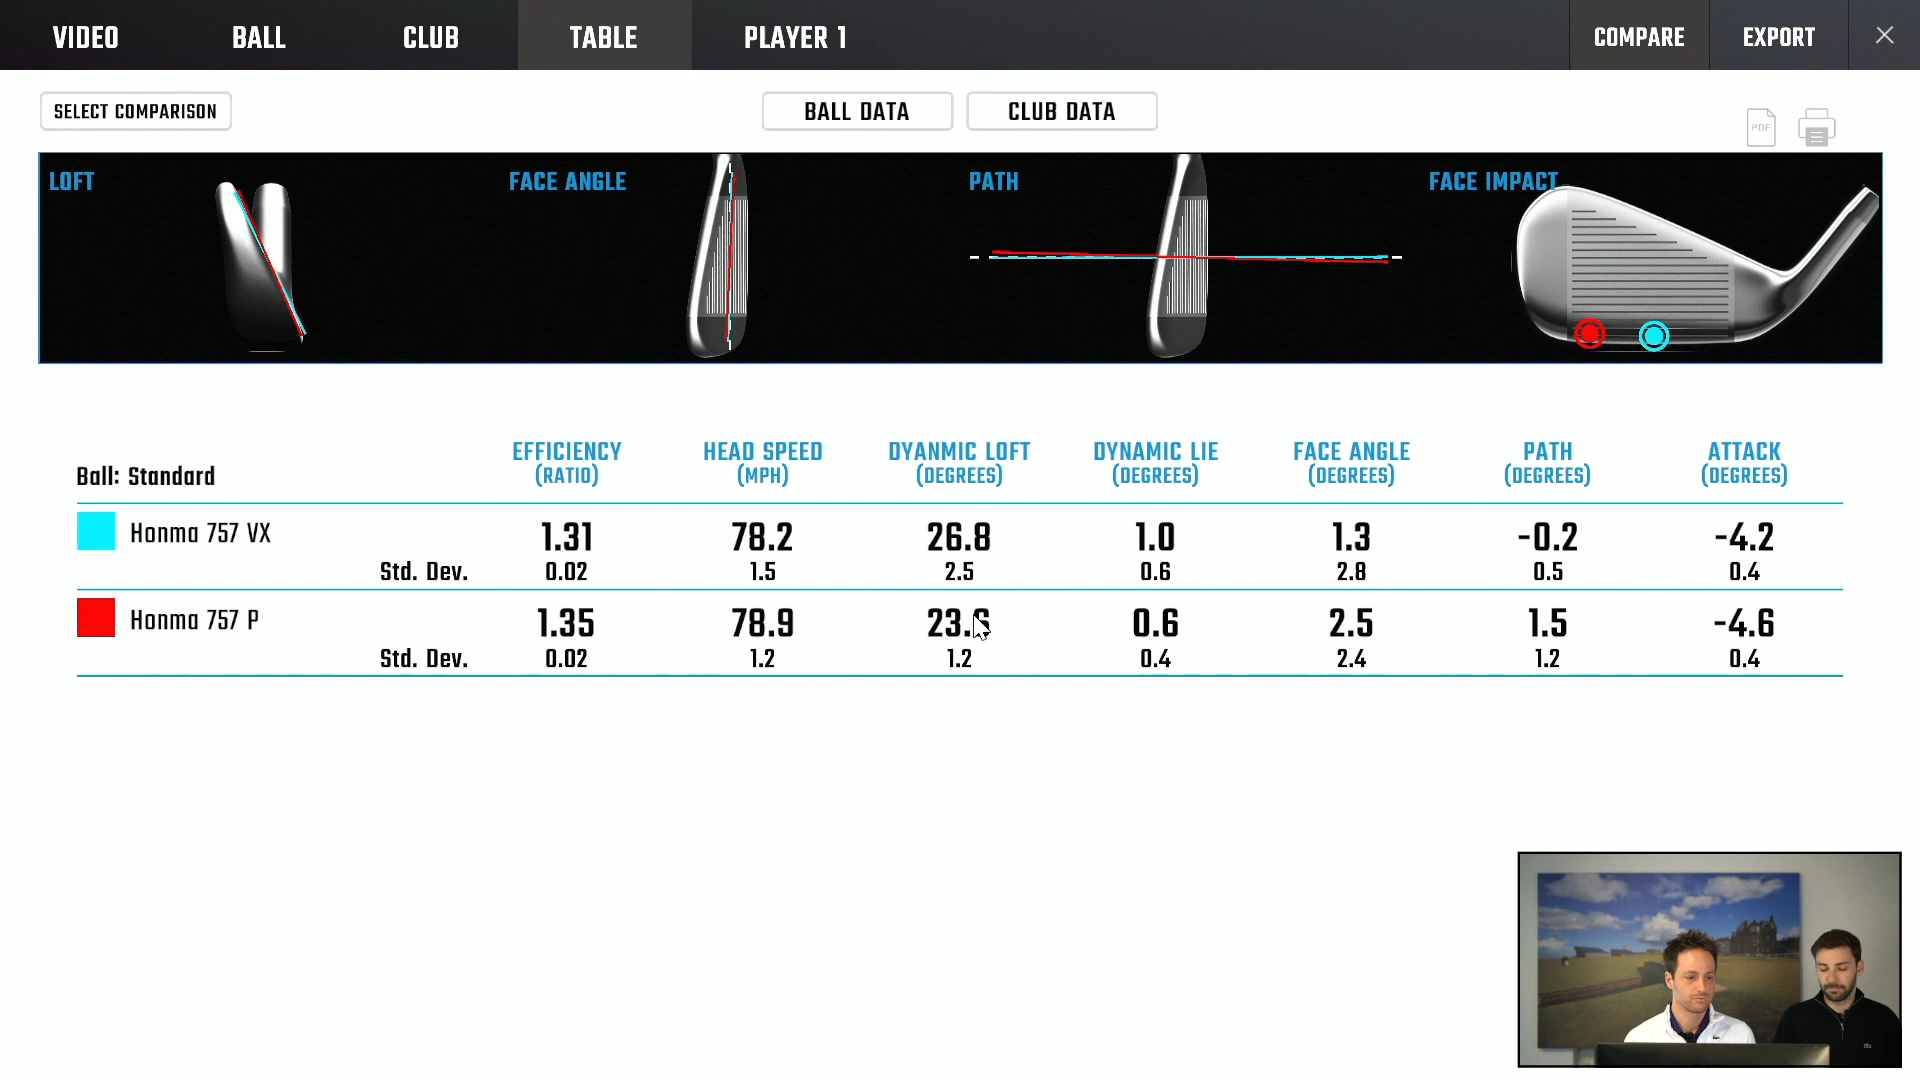 VIDEO BALL CLUB TABLE PLAYER 1 COMPARE EXPORT
SELECT COMPARISON BALL DATA CLUB DATA
PDF
LOFT FACE ANGLE PATH FACE IMPACT
EFFICIENCY HEAD SPEED DYANMIC LOFT DYNAMIC LIE FACE ANGLE PATH ATTACK
Ball: Standard (RATIO) (MPH) (DEGREES) (DEGREES) (DEGREES) (DEGREES) (DEGREES)
Honma 757 VX 1.31 78.2 26.8 1.0 1.3 -0.2 -4.2
Std. Dev. 0.02 1.5 2.5 0.6 2.8 0.5 0.4
Honma 757 P 1.35 78.9 23.6 0.6 2.5 1.5 -4.6
Std. Dev. 0.02 1.2 1.2 0.4 2.4 1.2 0.4